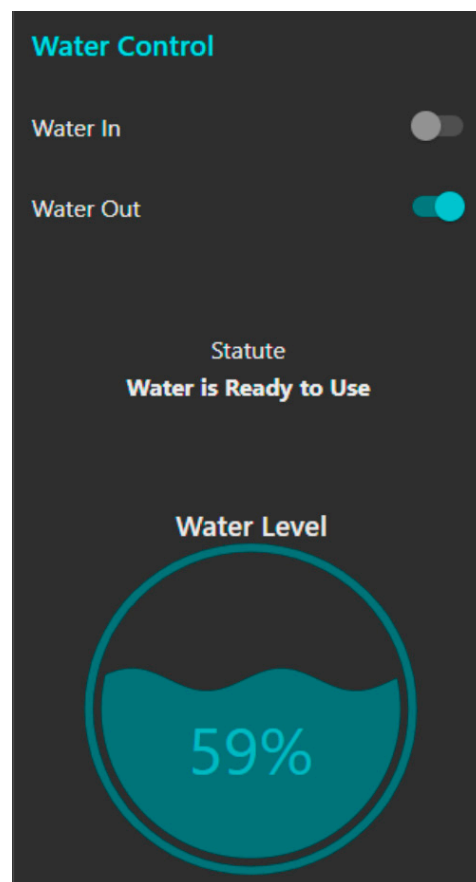 Water Control
Water In
Water Out
Statute
Water is Ready to Use
Water Level
59%